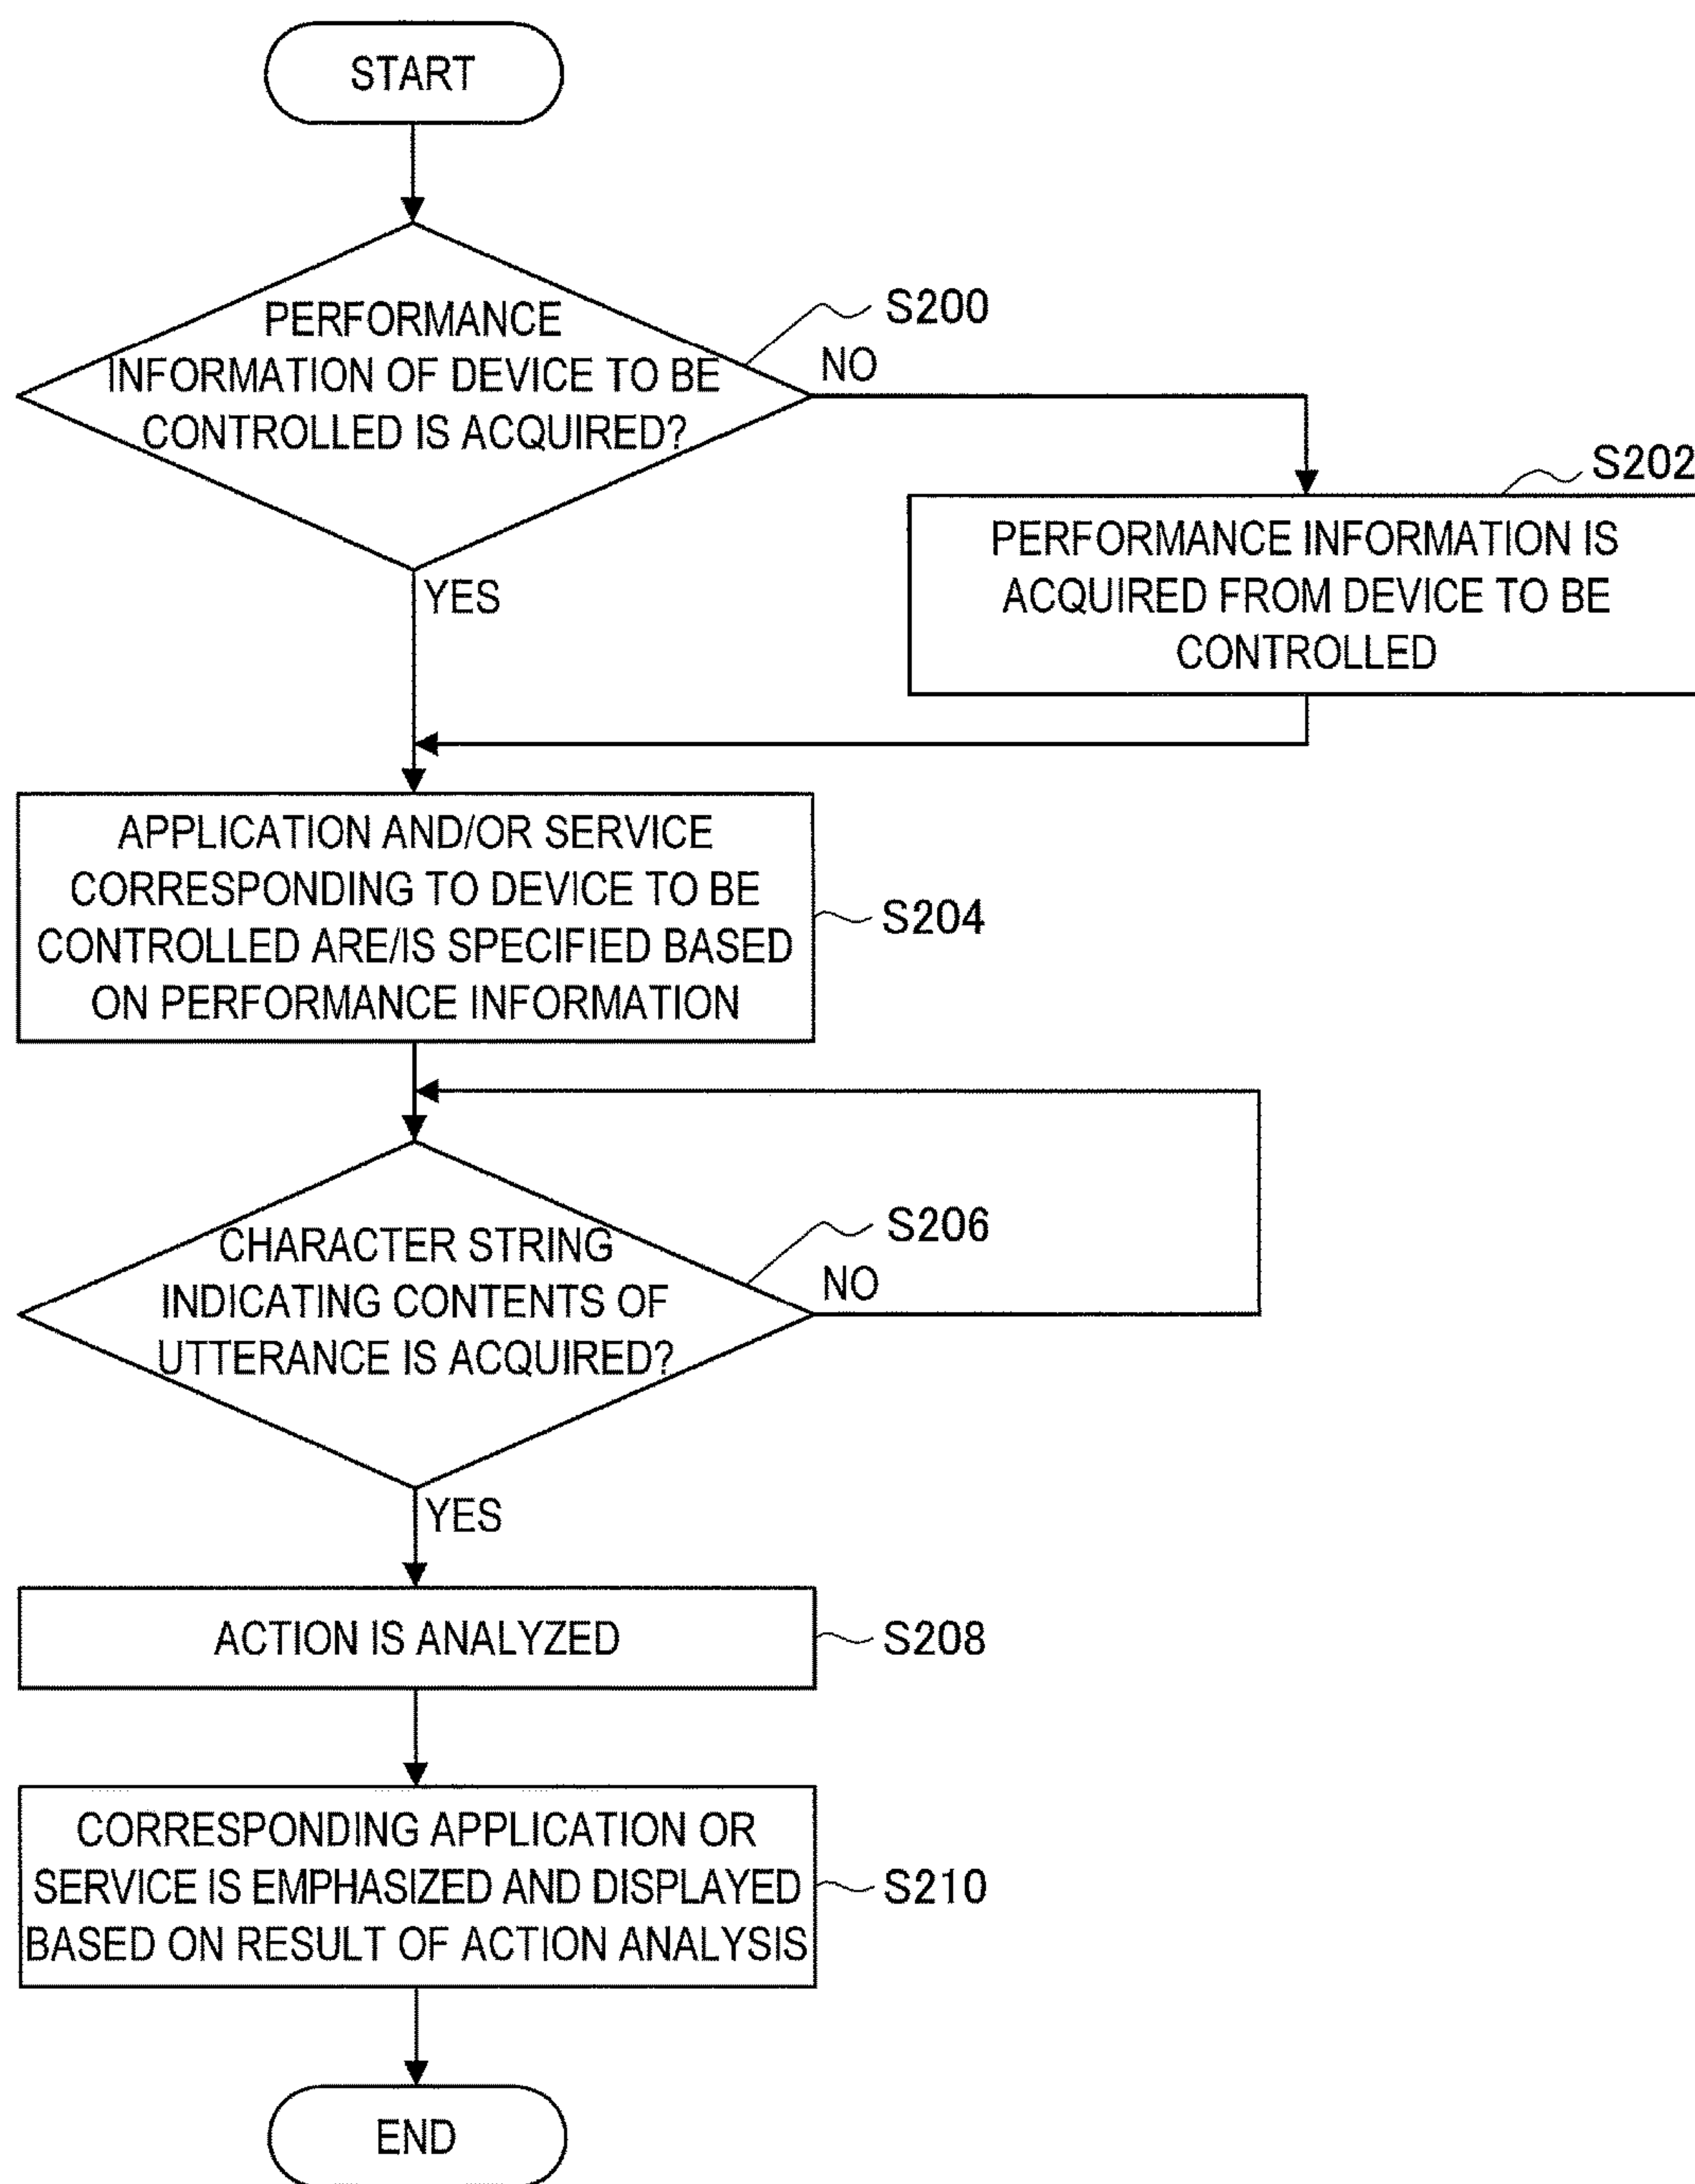 START
PERFORMANCE
INFORMATION OF DEVICE TO BE
CONTROLLED IS ACQUIRED?
S200
NO
YES
S202
PERFORMANCE INFORMATION IS
ACQUIRED FROM DEVICE TO BE
CONTROLLED
APPLICATION AND/OR SERVICE
CORRESPONDING TO DEVICE TO BE
CONTROLLED ARE/IS SPECIFIED BASED
ON PERFORMANCE INFORMATION
S204
CHARACTER STRING
INDICATING CONTENTS OF
UTTERANCE IS ACQUIRED?
S206
NO
YES
ACTION IS ANALYZED
S208
CORRESPONDING APPLICATION OR
SERVICE IS EMPHASIZED AND DISPLAYED
BASED ON RESULT OF ACTION ANALYSIS
S210
END